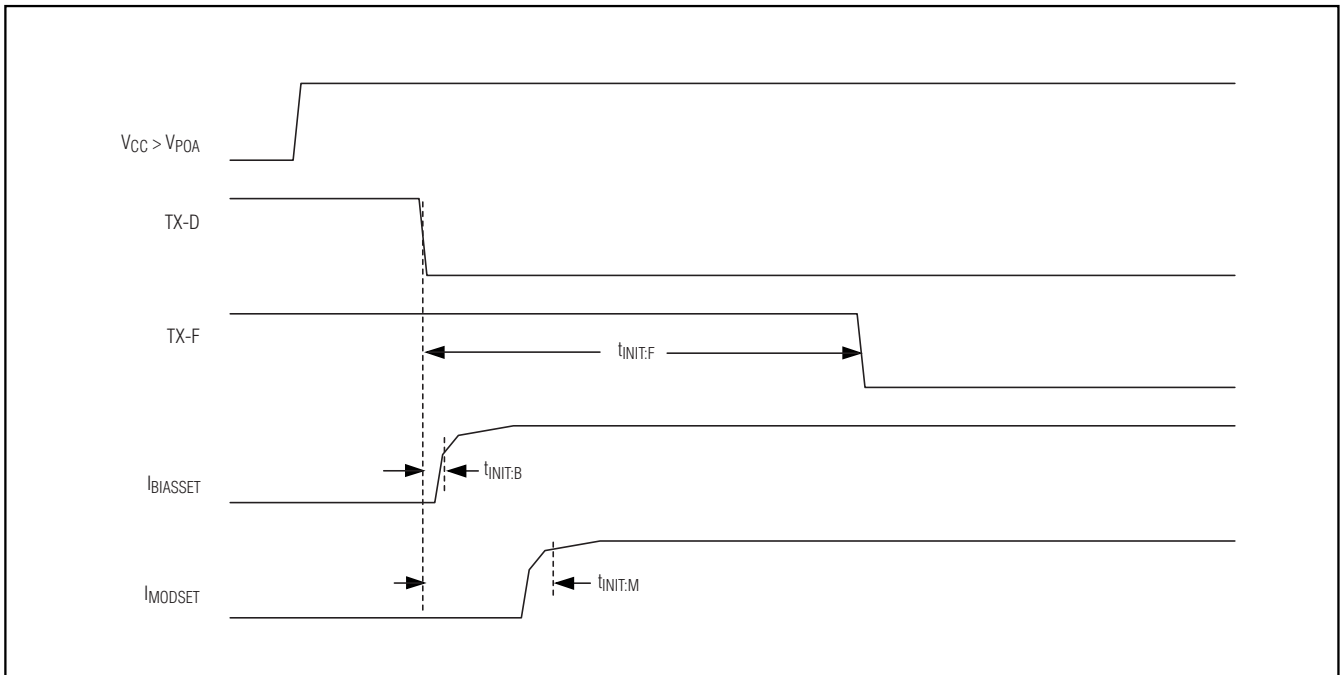 VCC > VPOA
TX-D
TX-F
tINIT:F
tINIT:B
IBIASSET
tINIT:M
IMODSET